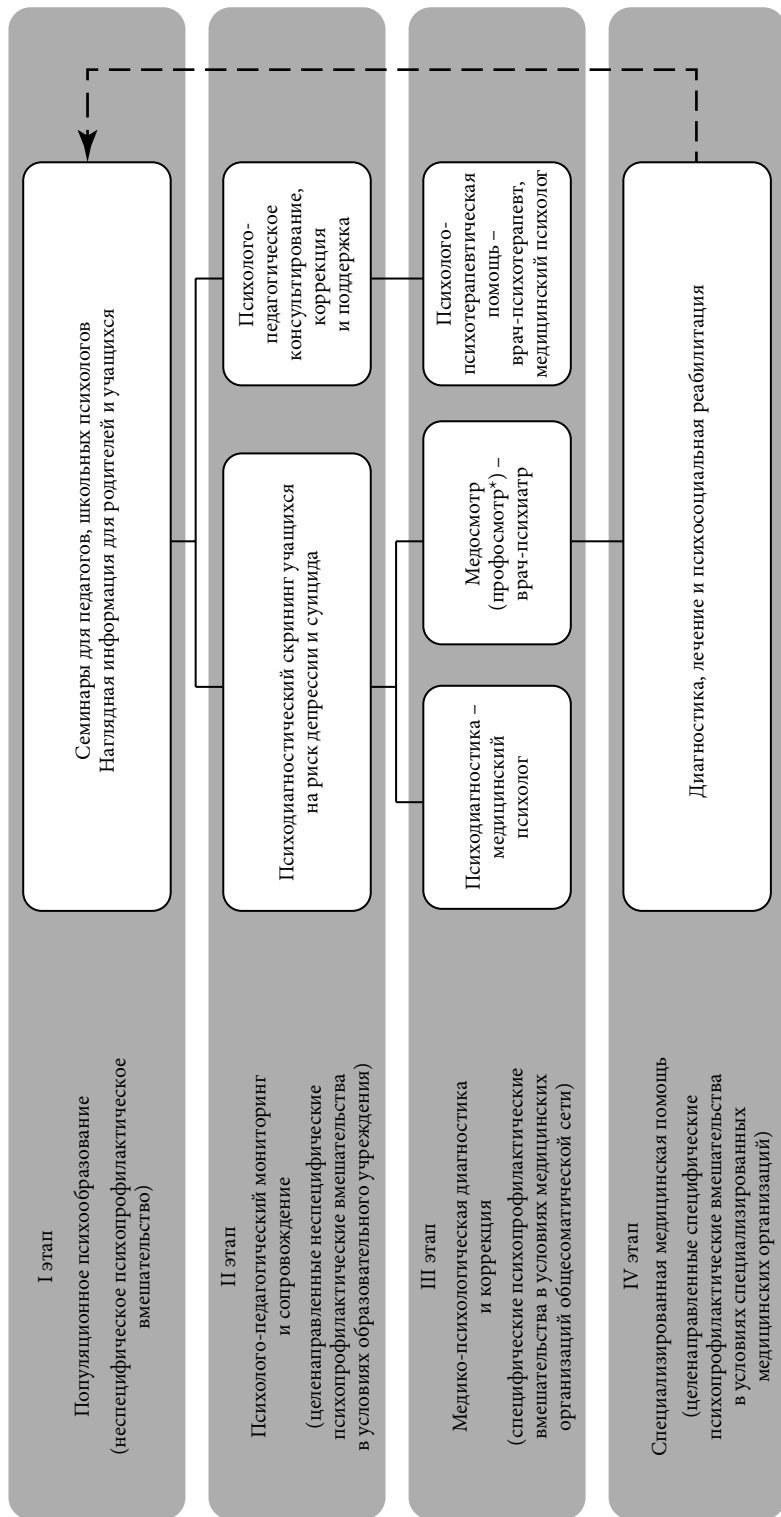 I этап
Популяционное психообразование
(неспецифическое психопрофилактическое
вмешательство)
Семинары для педагогов, школьных психологов
Наглядная информация для родителей и учащихся
II этап
Психолого-педагогический мониторинг
и сопровождение
(целенаправленные неспецифические
психопрофилактические вмешательства
в условиях образовательного учреждения)
Психодиагностический скрининг учащихся
на риск депрессии и суицида
Психолого-
педагогическое
консультирование,
коррекция
и поддержка
III этап
Медико-психологическая диагностика
и коррекция
(специфические психопрофилактические
вмешательства в условиях медицинских
организаций общесоматической сети)
Психодиагностика –
медицинский
психолог
Медосмотр
(профосмотр*) –
врач-психиатр
Психолого-
психотерапевтическая
помощь –
врач-психотерапевт,
медицинский психолог
IV этап
Специализированная медицинская помощь
(целенаправленные специфические
психопрофилактические вмешательства
в условиях специализированных
медицинских организаций)
Диагностика, лечение и психосоциальная реабилитация